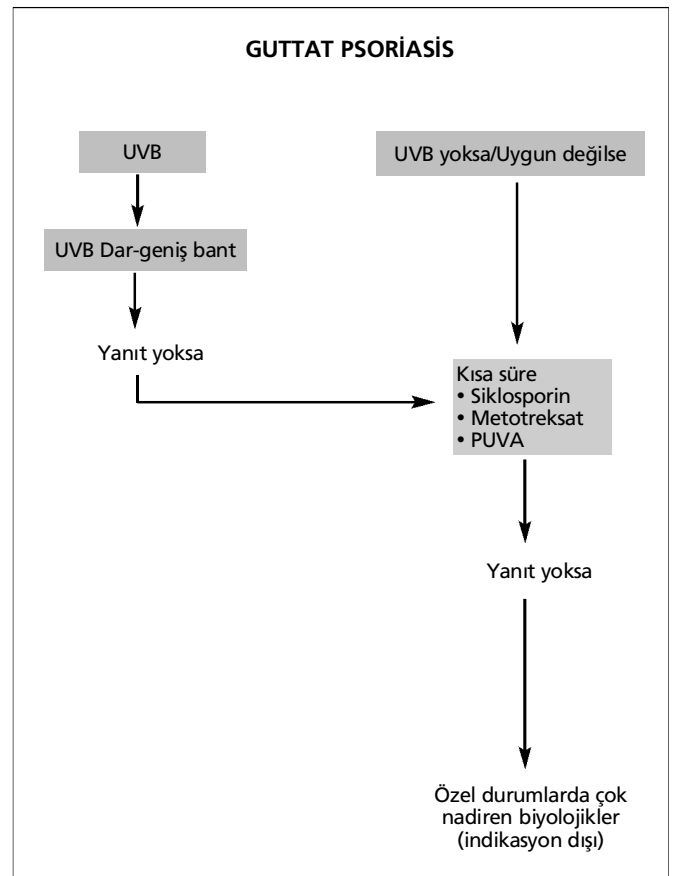 GUTTAT PSORİASİS
UVB
UVB yoksa/Uygun değilse
UVB Dar-geniş bant
Yanıt yoksa
Kısa süre
• Siklosporin
• Metotreksat
• PUVA
Yanıt yoksa
Özel durumlarda çok
nadiren biyolojikler
(indikasyon dışı)